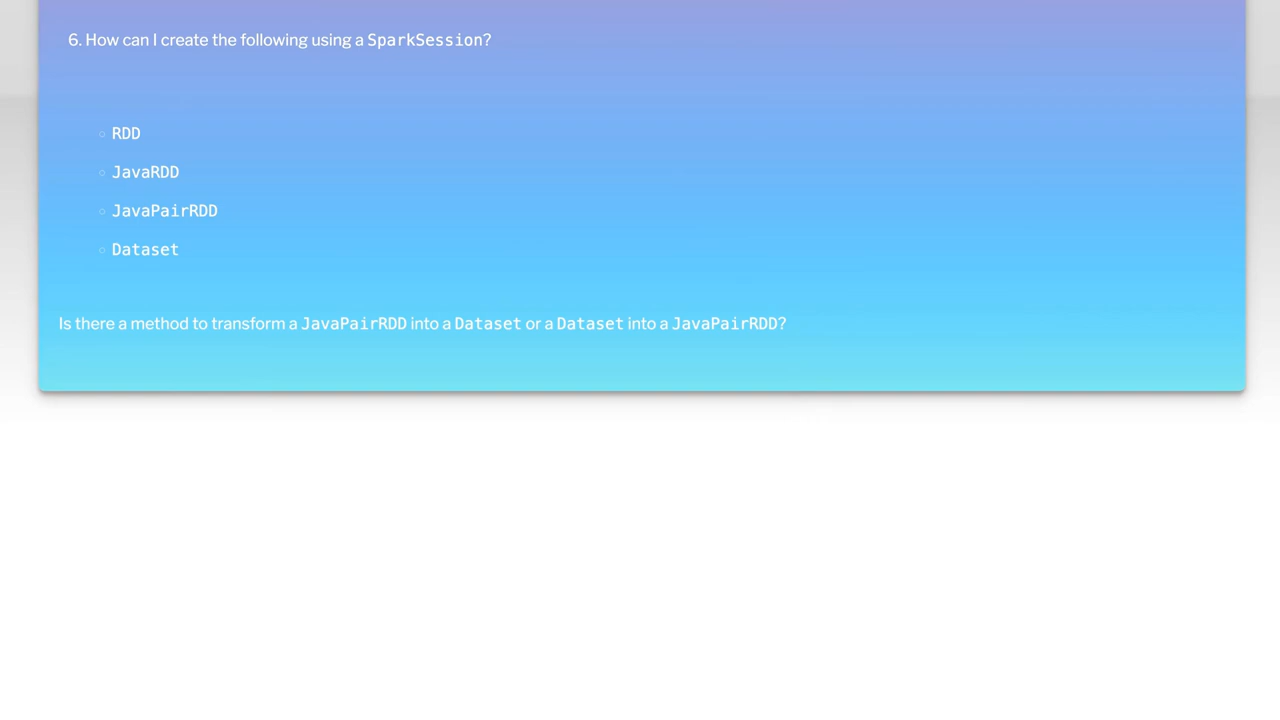 6. How can I create the following using a SparkSession?
RDD
JavaRDD
JavaPairRDD
Dataset
Is there a method to transform a JavaPairRDD into a Dataset or a Dataset into a JavaPairRDD?